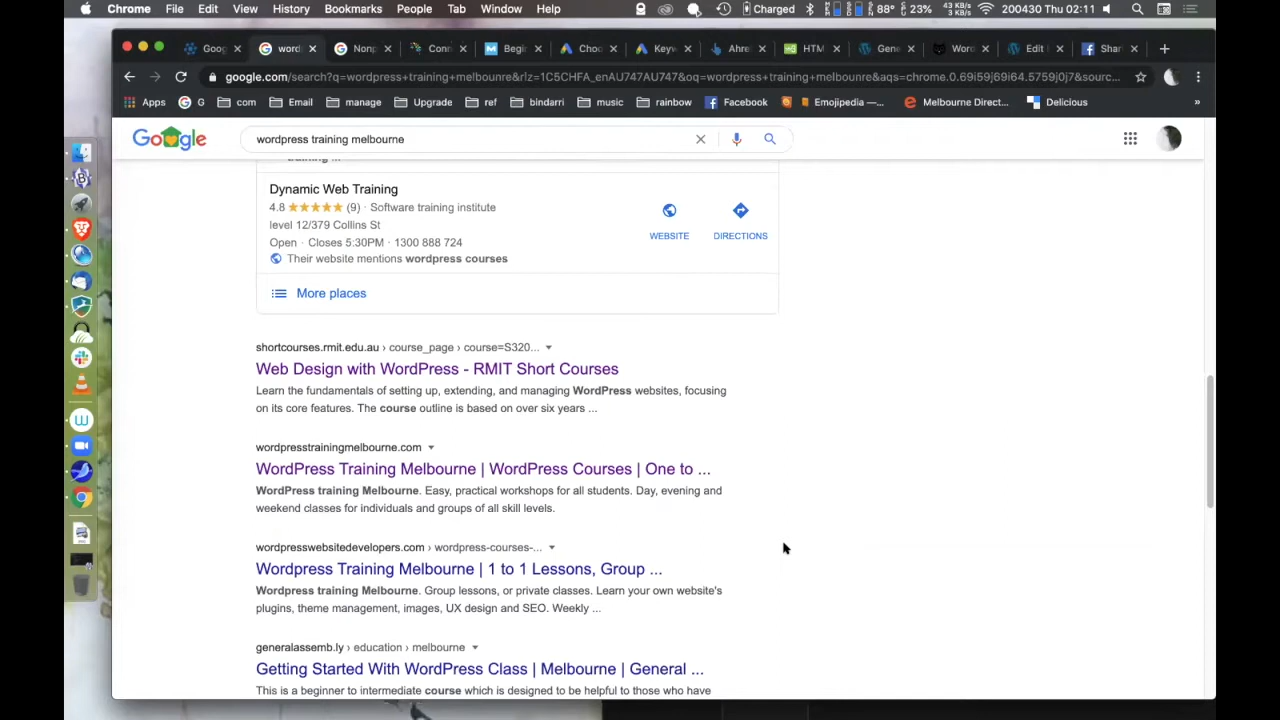 Chrome File Edit View History Bookmarks People Tab Window Help Charged 88° 23% 43 KB/s 4 KB/s 200430 Thu 02:11
Goog word Nonp Conn Begin Choo Keyw Ahre HTM Gene Wor Edit Shar
google.com/search?q=wordpress+training+melbounre&rlz=1C5CHFA_enAU747AU747&oq=wordpress+training+melbounre&aqs=chrome.0.69i59j69i64.5759j0j7&sourc...
Apps G com Email manage Upgrade ref bindarri music rainbow Facebook Emojipedia —... Melbourne Direct... Delicious »
Google wordpress training melbourne
training ...
Dynamic Web Training
4.8 (9) · Software training institute
level 12/379 Collins St
Open · Closes 5:30PM · 1300 888 724
WEBSITE DIRECTIONS
Their website mentions wordpress courses
More places
shortcourses.rmit.edu.au › course_page › course=S320...
Web Design with WordPress - RMIT Short Courses
Learn the fundamentals of setting up, extending, and managing WordPress websites, focusing
on its core features. The course outline is based on over six years ...
wordpresstrainingmelbourne.com
WordPress Training Melbourne | WordPress Courses | One to ...
WordPress training Melbourne. Easy, practical workshops for all students. Day, evening and
weekend classes for individuals and groups of all skill levels.
wordpresswebsitedevelopers.com › wordpress-courses-...
Wordpress Training Melbourne | 1 to 1 Lessons, Group ...
Wordpress training Melbourne. Group lessons, or private classes. Learn your own website's
plugins, theme management, images, UX design and SEO. Weekly ...
generalassemb.ly › education › melbourne
Getting Started With WordPress Class | Melbourne | General ...
This is a beginner to intermediate course which is designed to be helpful to those who have